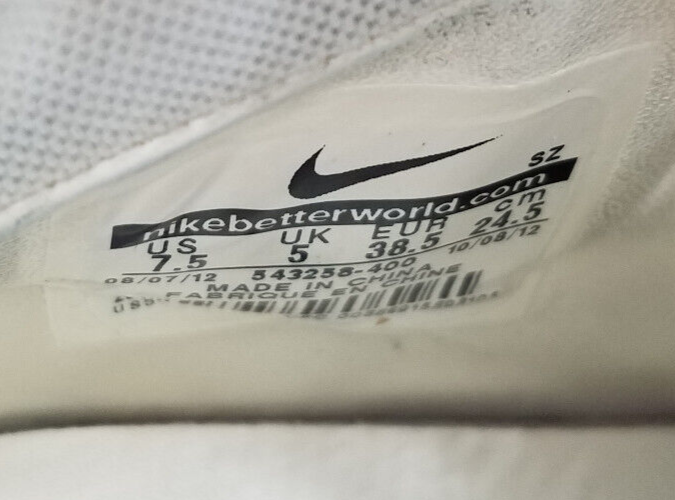 SZ
nikebetterworld.com
US UK EUR cm
7.5 5 38.5 24.5
08/07/12 543258-400 10/08/12
MADE IN CHINA
FABRIQUE EN CHINE